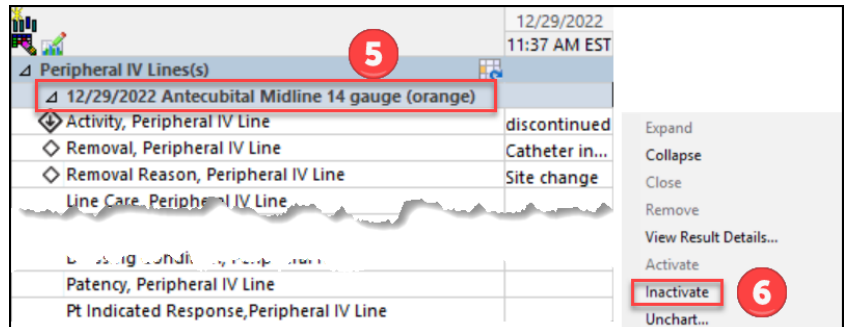 12/29/2022
11:37 AM EST
5
Peripheral IV Lines(s)
12/29/2022 Antecubital Midline 14 gauge (orange)
Activity, Peripheral IV Line discontinued
Removal, Peripheral IV Line Catheter in...
Removal Reason, Peripheral IV Line Site change
Line Care, Peripheral IV Line
Patency, Peripheral IV Line
Pt Indicated Response,Peripheral IV Line
Expand
Collapse
Close
Remove
View Result Details...
Activate
Inactivate 6
Unchart...